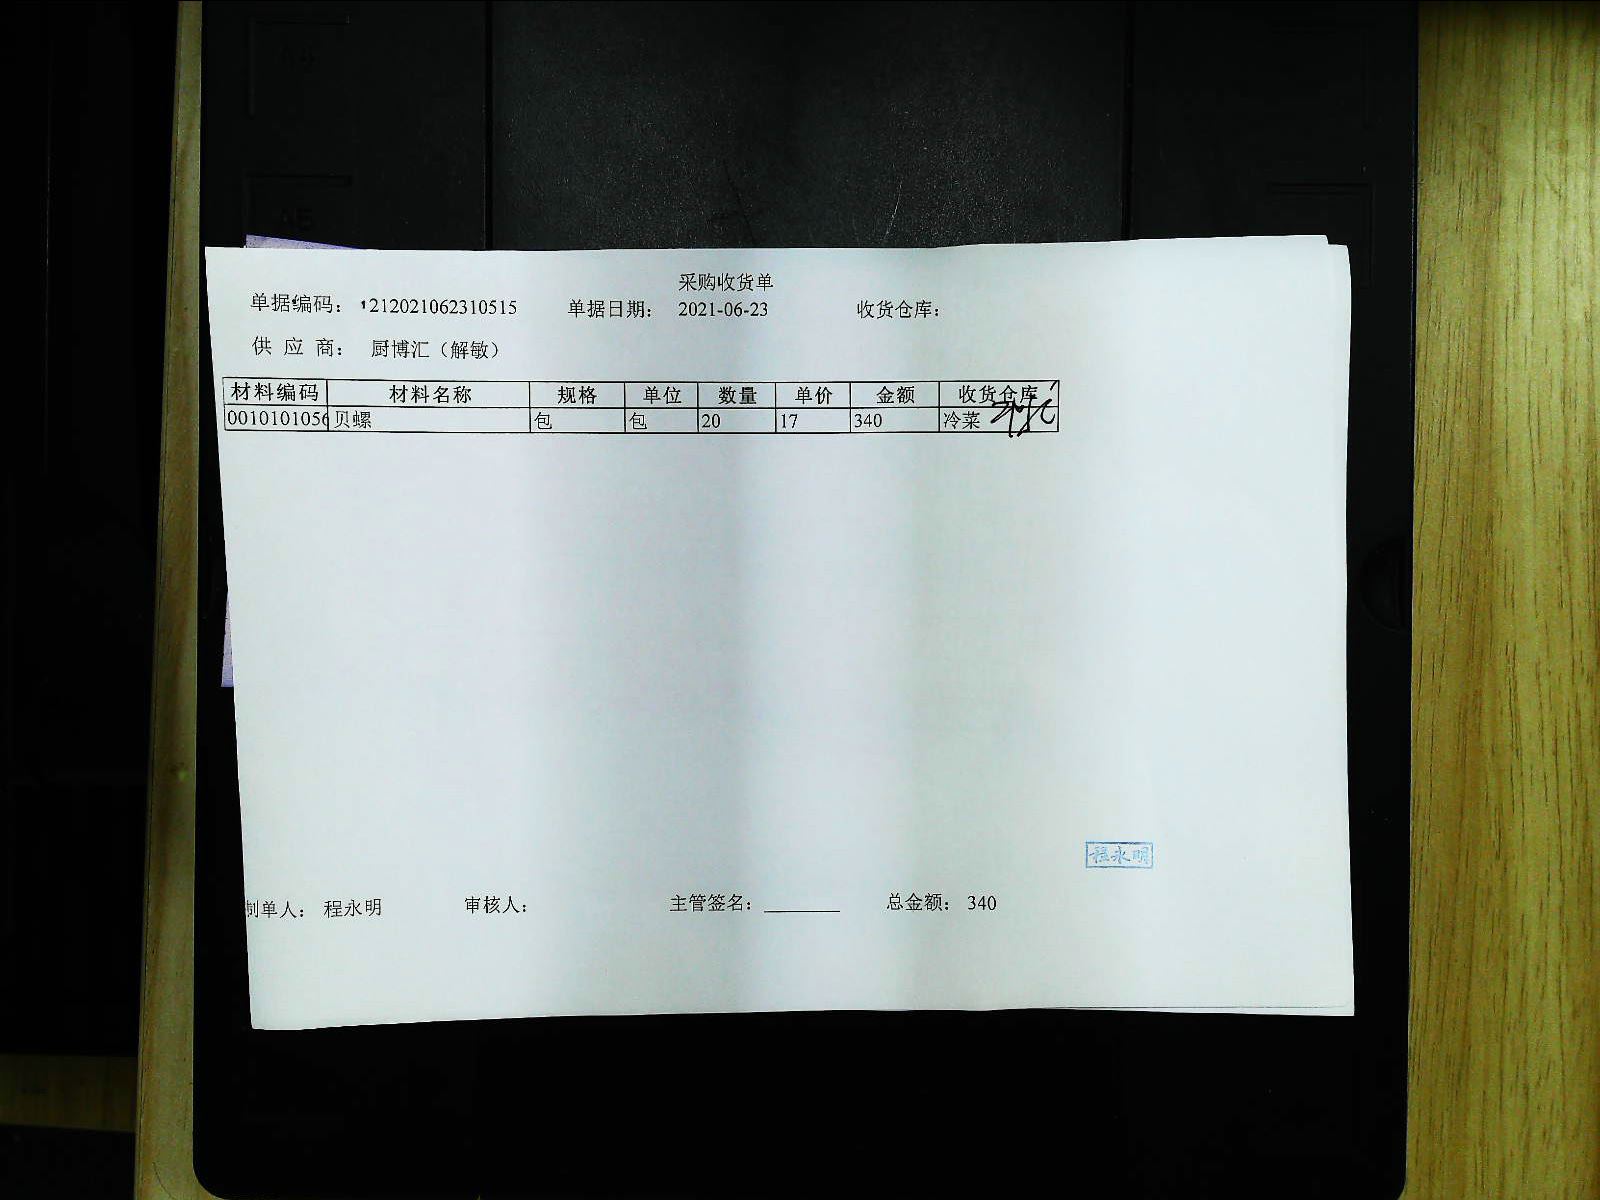 采购收货单
单据编码： 1212021062310515 单据日期： 2021-06-23 收货仓库：
供 应 商： 厨博汇（解敏）
材料编码 材料名称 规格 单位 数量 单价 金额 收货仓库
0010101056 贝螺 包 包 20 17 340 冷菜
程永明
制单人： 程永明 审核人： 主管签名： 总金额： 340